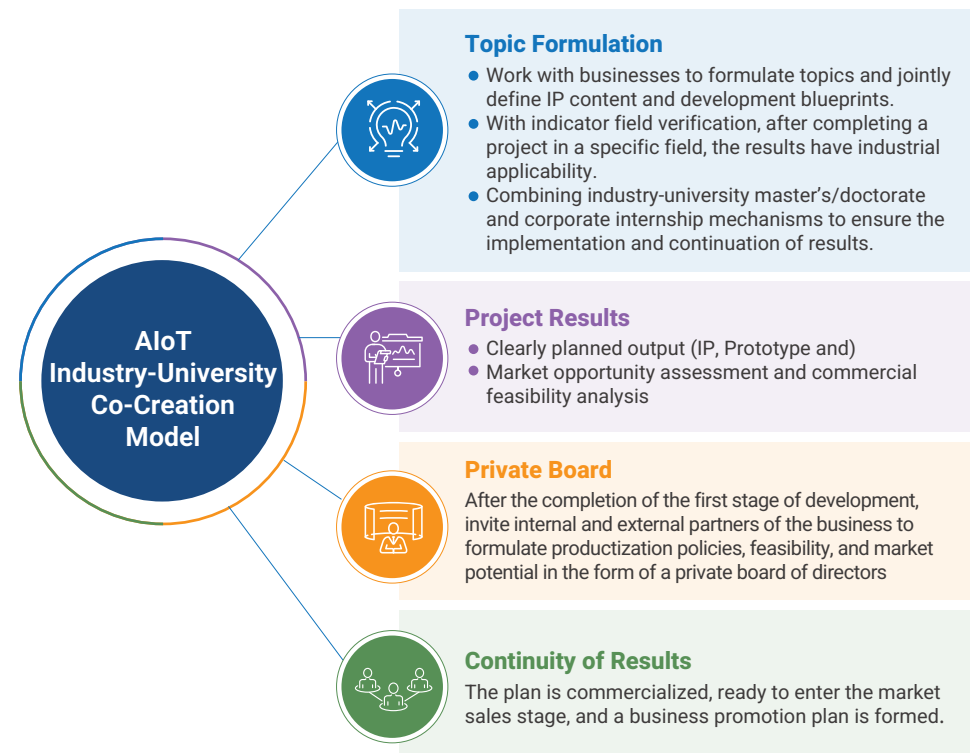 AIoT
Industry-University
Co-Creation
Model
Topic Formulation
Work with businesses to formulate topics and jointly
define IP content and development blueprints.
With indicator field verification, after completing a
project in a specific field, the results have industrial
applicability.
Combining industry-university master's/doctorate
and corporate internship mechanisms to ensure the
implementation and continuation of results.
Project Results
Clearly planned output (IP, Prototype and)
Market opportunity assessment and commercial
feasibility analysis
Private Board
After the completion of the first stage of development,
invite internal and external partners of the business to
formulate productization policies, feasibility, and market
potential in the form of a private board of directors
Continuity of Results
The plan is commercialized, ready to enter the market
sales stage, and a business promotion plan is formed.